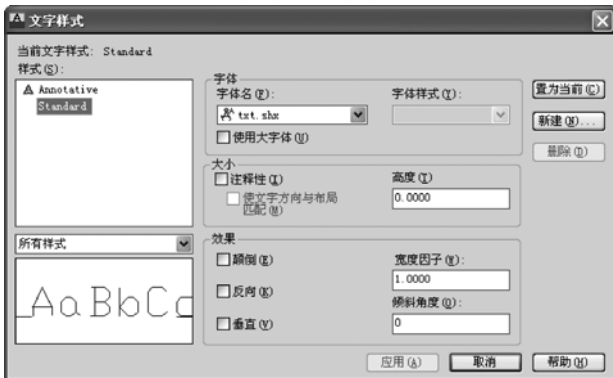 文字样式
当前文字样式: Standard
样式(S):
Annotative
Standard
所有样式
AaBbCc
字体
字体名(F):
字体样式(Y):
txt.shx
使用大字体(U)
大小
注释性(I)
使文字方向与布局
匹配(M)
高度(T)
0.0000
效果
颠倒(E)
反向(K)
垂直(V)
宽度因子(W):
1.0000
倾斜角度(O):
0
置为当前(C)
新建(N)...
删除(D)
应用(A)
取消
帮助(H)